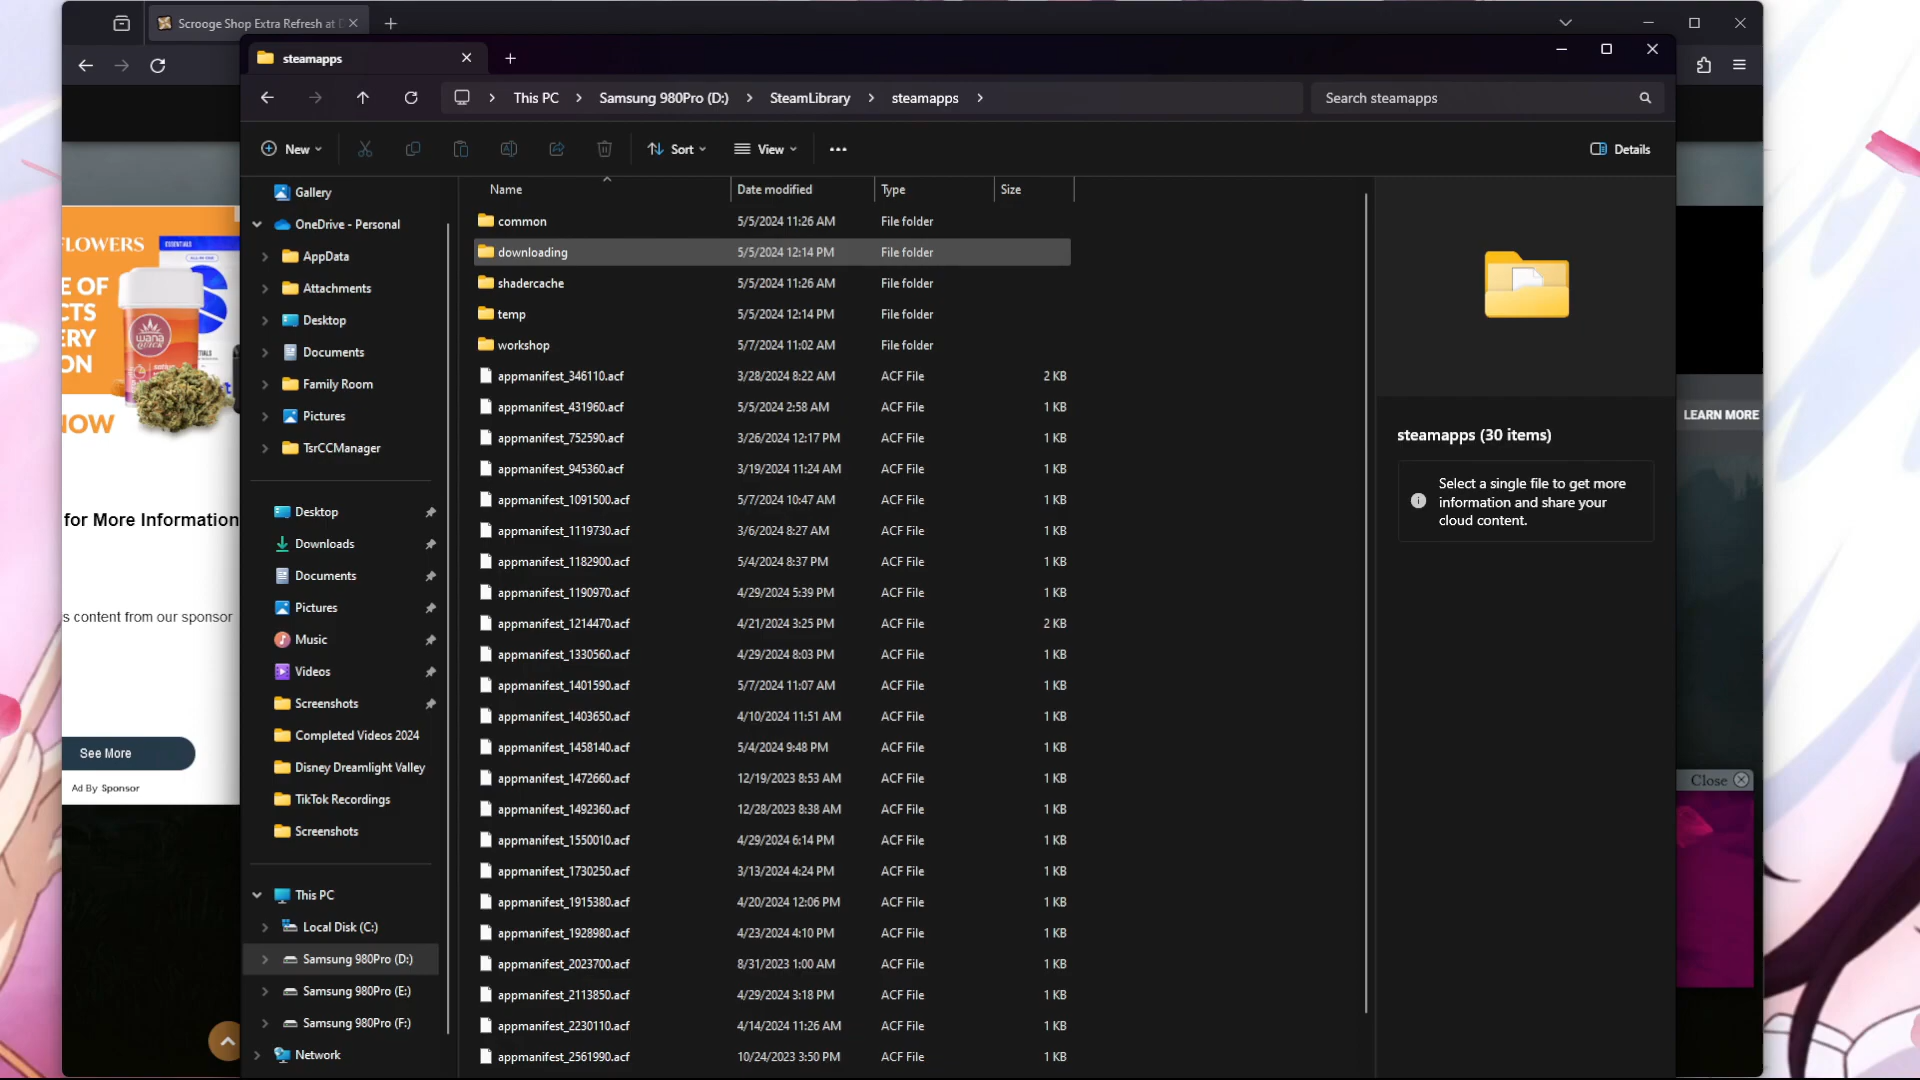 Scrooge Shop Extra Refresh at
steamapps
This PC
Samsung 980Pro (D:)
SteamLibrary
steamapps
Search steamapps
New
Sort
View
Details
Gallery
OneDrive - Personal
AppData
Attachments
Desktop
Documents
Family Room
Pictures
TsrCCManager
Desktop
Downloads
Documents
Pictures
Music
Videos
Screenshots
Completed Videos 2024
Disney Dreamlight Valley
TikTok Recordings
Screenshots
This PC
Local Disk (C:)
Samsung 980Pro (D:)
Samsung 980Pro (E:)
Samsung 980Pro (F:)
Network
Name Date modified Type Size
common 5/5/2024 11:26 AM File folder
downloading 5/5/2024 12:14 PM File folder
shadercache 5/5/2024 11:26 AM File folder
temp 5/5/2024 12:14 PM File folder
workshop 5/7/2024 11:02 AM File folder
appmanifest_346110.acf 3/28/2024 8:22 AM ACF File 2 KB
appmanifest_431960.acf 5/5/2024 2:58 AM ACF File 1 KB
appmanifest_752590.acf 3/26/2024 12:17 PM ACF File 1 KB
appmanifest_945360.acf 3/19/2024 11:24 AM ACF File 1 KB
appmanifest_1091500.acf 5/7/2024 10:47 AM ACF File 1 KB
appmanifest_1119730.acf 3/6/2024 8:27 AM ACF File 1 KB
appmanifest_1182900.acf 5/4/2024 8:37 PM ACF File 1 KB
appmanifest_1190970.acf 4/29/2024 5:39 PM ACF File 1 KB
appmanifest_1214470.acf 4/21/2024 3:25 PM ACF File 2 KB
appmanifest_1330560.acf 4/29/2024 8:03 PM ACF File 1 KB
appmanifest_1401590.acf 5/7/2024 11:07 AM ACF File 1 KB
appmanifest_1403650.acf 4/10/2024 11:51 AM ACF File 1 KB
appmanifest_1458140.acf 5/4/2024 9:48 PM ACF File 1 KB
appmanifest_1472660.acf 12/19/2023 8:53 AM ACF File 1 KB
appmanifest_1492360.acf 12/28/2023 8:38 AM ACF File 1 KB
appmanifest_1550010.acf 4/29/2024 6:14 PM ACF File 1 KB
appmanifest_1730250.acf 3/13/2024 4:24 PM ACF File 1 KB
appmanifest_1915380.acf 4/20/2024 12:06 PM ACF File 1 KB
appmanifest_1928980.acf 4/23/2024 4:10 PM ACF File 1 KB
appmanifest_2023700.acf 8/31/2023 1:00 AM ACF File 1 KB
appmanifest_2113850.acf 4/29/2024 3:18 PM ACF File 1 KB
appmanifest_2230110.acf 4/14/2024 11:26 AM ACF File 1 KB
appmanifest_2561990.acf 10/24/2023 3:50 PM ACF File 1 KB
steamapps (30 items)
Select a single file to get more
information and share your
cloud content.
FLOWERS
ESSENTIALS
E OF
CTS
ERY
ON
wana
QUICK
NOW
for More Information
s content from our sponsor
See More
Ad By Sponsor
LEARN MORE
Close